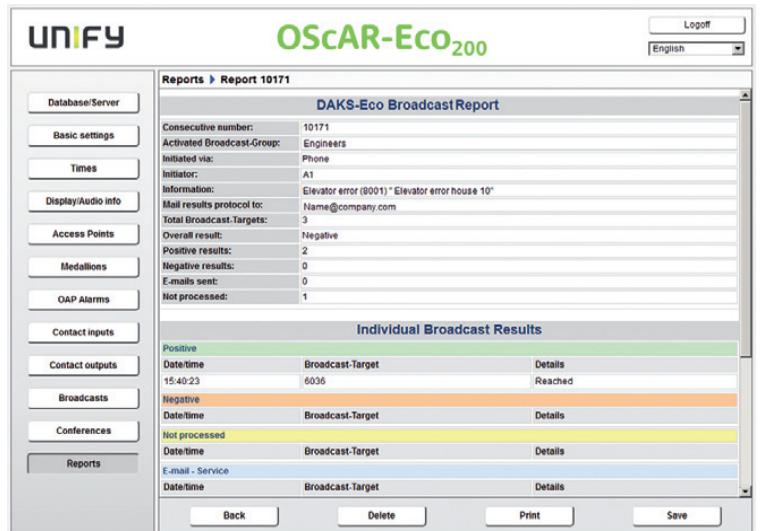 UNIFY
OScAR-Eco200
Logoff
English
Database/Server
Basic settings
Times
Display/Audio info
Access Points
Medallions
OAP Alarms
Contact inputs
Contact outputs
Broadcasts
Conferences
Reports
Reports Report 10171
DAKS-Eco Broadcast Report
Consecutive number: 10171
Activated Broadcast-Group: Engineers
Initiated via: Phone
Initiator: A1
Information: Elevator error (8001) " Elevator error house 10"
Mail results protocol to: Name@company.com
Total Broadcast-Targets: 3
Overall result: Negative
Positive results: 2
Negative results: 0
E-mails sent: 0
Not processed: 1
Individual Broadcast Results
Positive
Date/time Broadcast-Target Details
15:40:23 6036 Reached
Negative
Date/time Broadcast-Target Details
Not processed
Date/time Broadcast-Target Details
E-mail - Service
Date/time Broadcast-Target Details
Back Delete Print Save